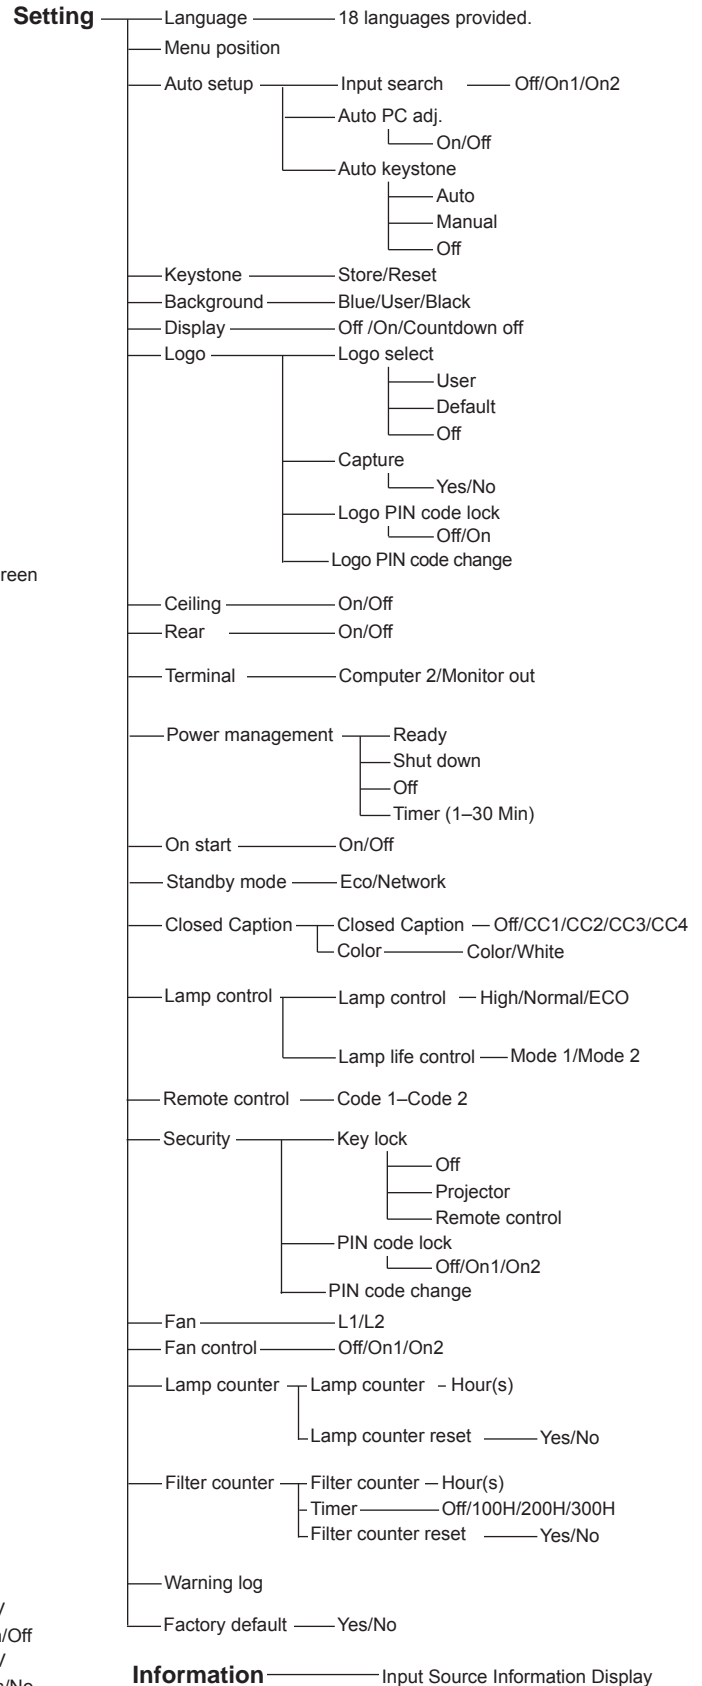 Setting Language 18 languages provided.
Menu position
Auto setup Input search Off/On1/On2
Auto PC adj.
On/Off
Auto keystone
Auto
Manual
Off
Keystone Store/Reset
Background Blue/User/Black
Display Off /On/Countdown off
Logo Logo select
User
Default
Off
Capture
Yes/No
Logo PIN code lock
Off/On
Logo PIN code change
reen
Ceiling On/Off
Rear On/Off
Terminal Computer 2/Monitor out
Power management Ready
Shut down
Off
Timer (1–30 Min)
On start On/Off
Standby mode Eco/Network
Closed Caption Closed Caption Off/CC1/CC2/CC3/CC4
Color Color/White
Lamp control Lamp control High/Normal/ECO
Lamp life control Mode 1/Mode 2
Remote control Code 1–Code 2
Security Key lock
Off
Projector
Remote control
PIN code lock
Off/On1/On2
PIN code change
Fan L1/L2
Fan control Off/On1/On2
Lamp counter Lamp counter Hour(s)
Lamp counter reset Yes/No
Filter counter Filter counter Hour(s)
Timer Off/100H/200H/300H
Filter counter reset Yes/No
Warning log
/
/Off
Factory default Yes/No
/
Information Input Source Information Display